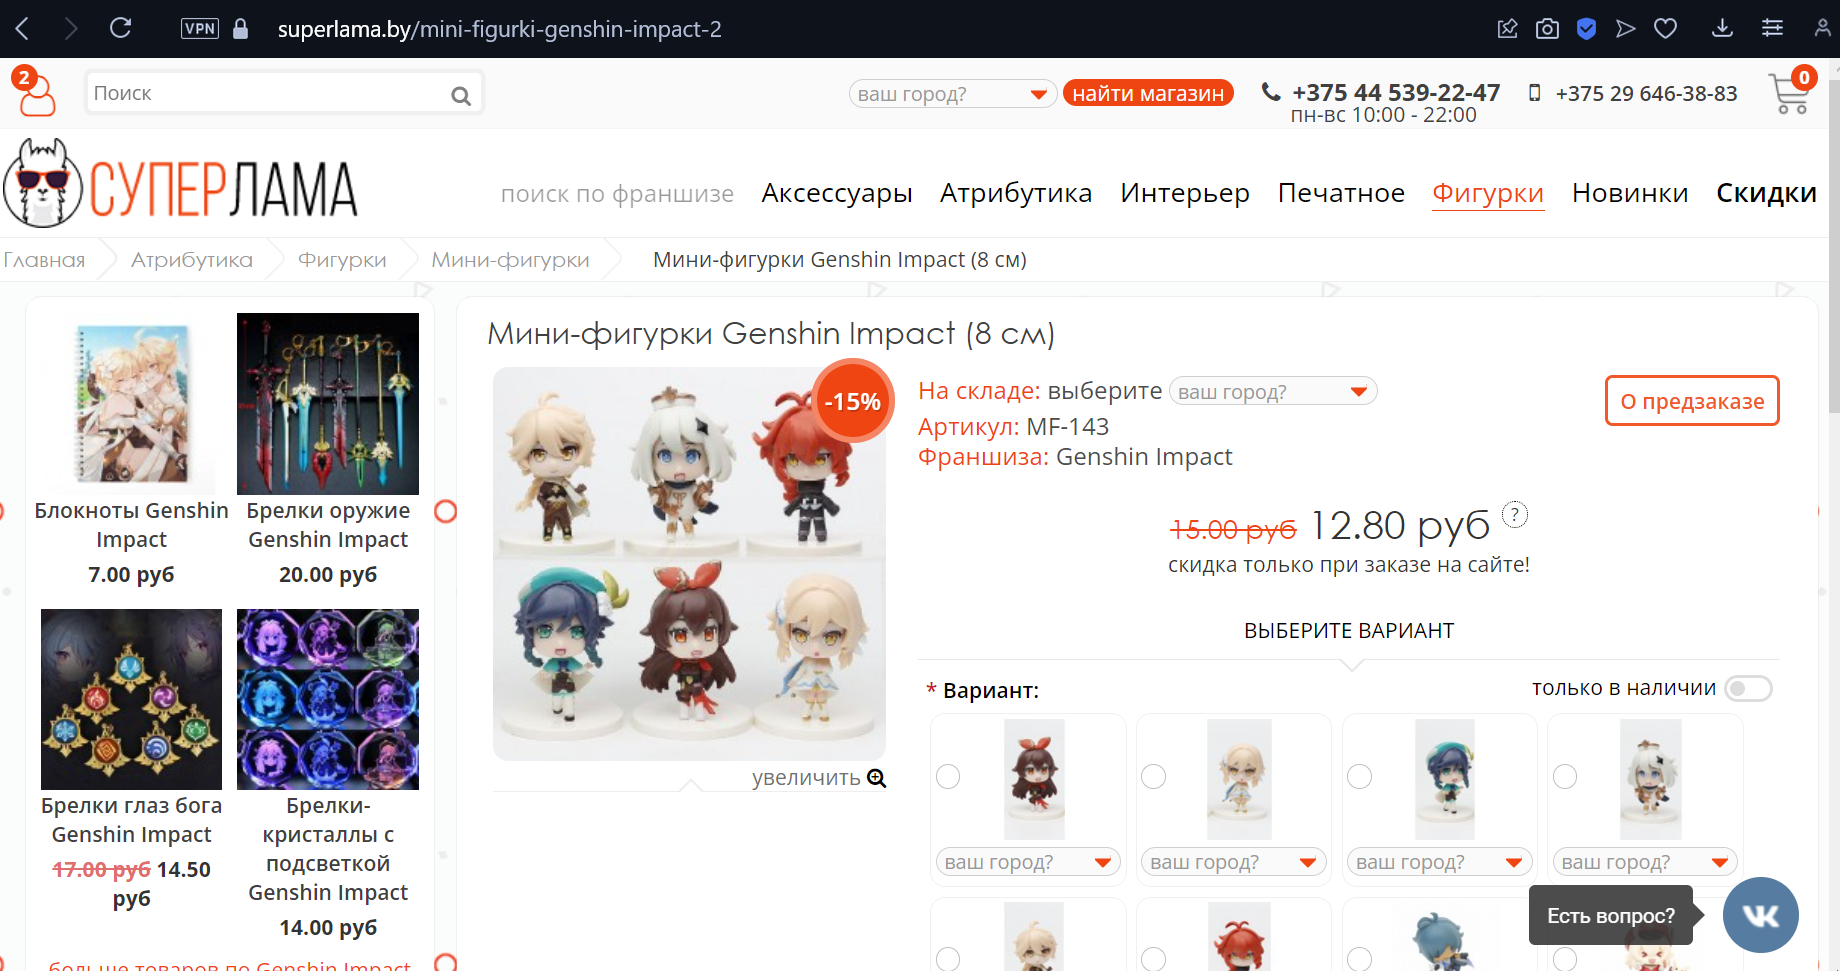 VPN superlama.by/mini-figurki-genshin-impact-2
2
Поиск
ваш город?
найти магазин
+375 44 539-22-47
пн-вс 10:00 - 22:00
+375 29 646-38-83
0
СУПЕРЛАМА
поиск по франшизе Аксессуары Атрибутика Интерьер Печатное Фигурки Новинки Скидки
Главная Атрибутика Фигурки Мини-фигурки Мини-фигурки Genshin Impact (8 см)
Блокноты Genshin
Impact
7.00 руб
Брелки оружие
Genshin Impact
20.00 руб
Брелки глаз бога
Genshin Impact
17.00 руб 14.50
руб
Брелки-
кристаллы с
подсветкой
Genshin Impact
14.00 руб
больше товаров по Genshin Impact
Мини-фигурки Genshin Impact (8 см)
-15%
увеличить
На складе: выберите ваш город?
Артикул: MF-143
Франшиза: Genshin Impact
О предзаказе
15.00 руб 12.80 руб ?
скидка только при заказе на сайте!
ВЫБЕРИТЕ ВАРИАНТ
* Вариант:
только в наличии
ваш город?
ваш город?
ваш город?
ваш город?
Есть вопрос?